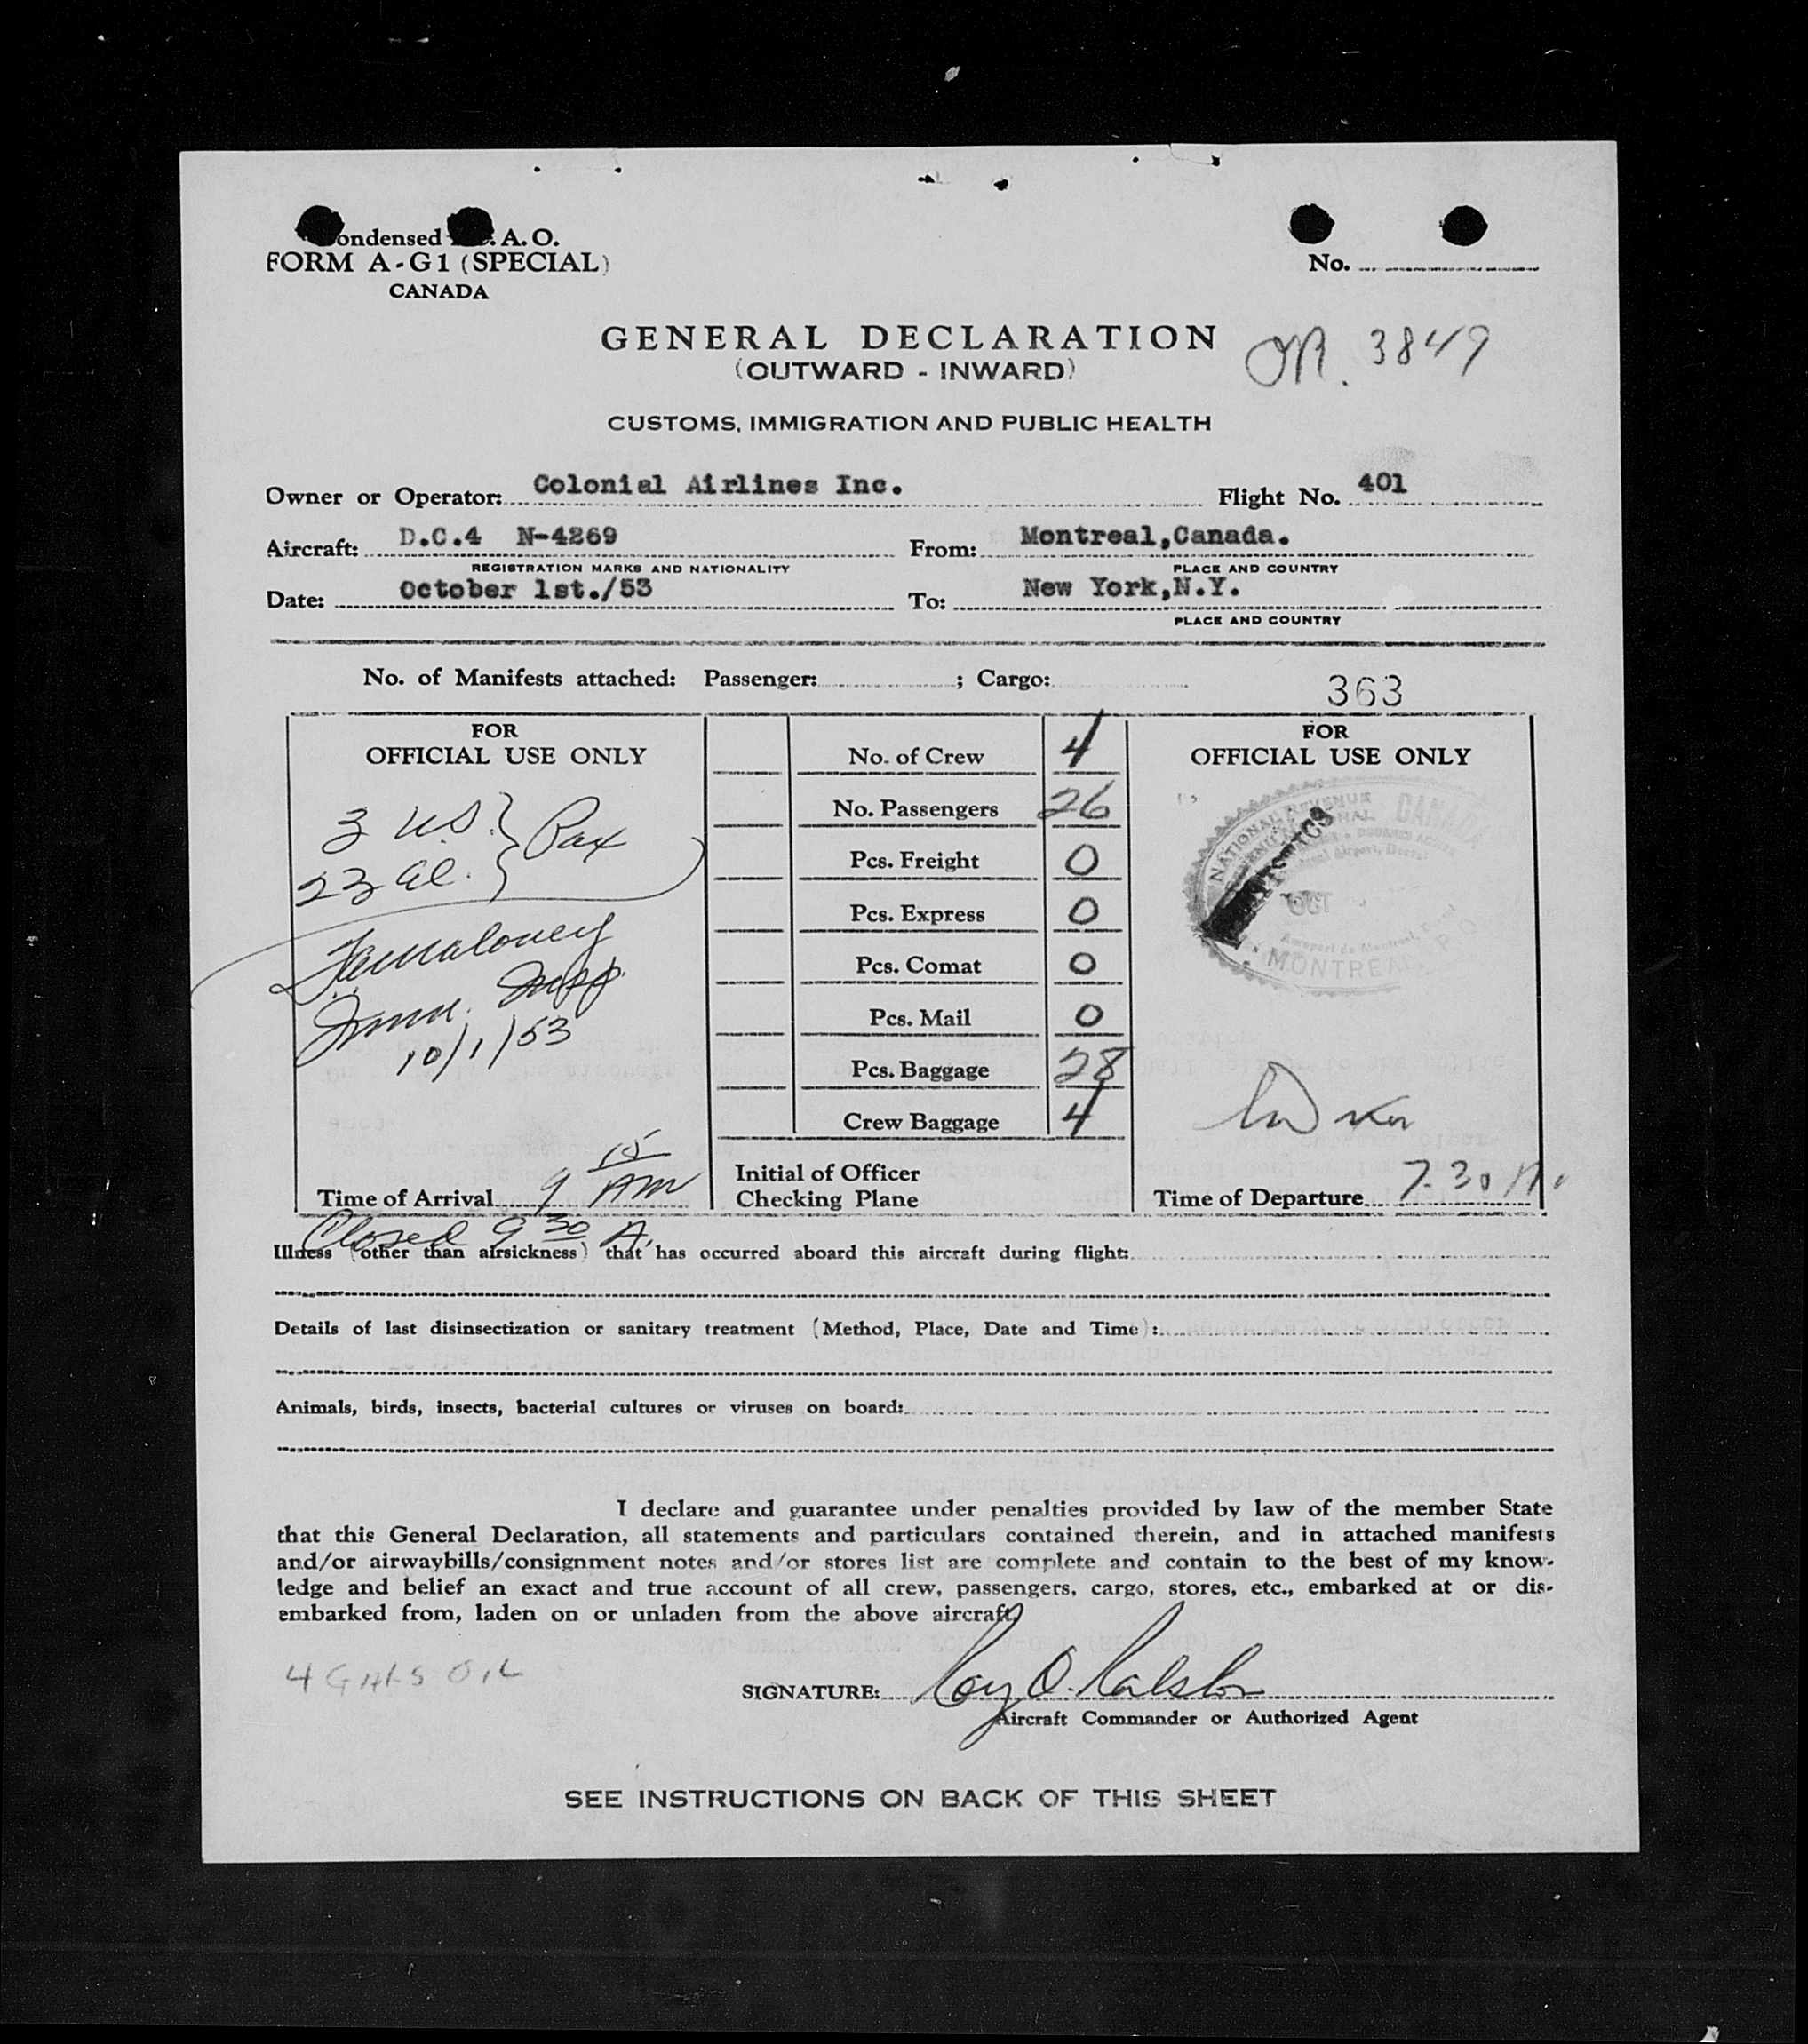 ondensed .A.O.
FORM A-G1 (SPECIAL)
CANADA
No.
GENERAL DECLARATION
(OUTWARD - INWARD)
3849
CUSTOMS, IMMIGRATION AND PUBLIC HEALTH
Owner or Operator: Colonial Airlines Inc. Flight No. 401
Aircraft: D.C.4 N-4269 From: Montreal,Canada.
REGISTRATION MARKS AND NATIONALITY PLACE AND COUNTRY
Date: October 1st./53 To: New York,N.Y.
PLACE AND COUNTRY
No. of Manifests attached: Passenger: ; Cargo: 363
FOR
OFFICIAL USE ONLY
3 US. } Pax
23 al.
Immi. Insp.
10/1/53
Time of Arrival 9 15 AM
Closed 9 30 A.
No. of Crew 4
No. Passengers 26
Pcs. Freight 0
Pcs. Express 0
Pcs. Comat 0
Pcs. Mail 0
Pcs. Baggage 28
Crew Baggage 4
Initial of Officer
Checking Plane
FOR
OFFICIAL USE ONLY
NATIONAL REVENUE CANADA
OCT
MONTREAL, P.Q.
Time of Departure 7.30
Illness (other than airsickness) that has occurred aboard this aircraft during flight:
Details of last disinsectization or sanitary treatment (Method, Place, Date and Time):
Animals, birds, insects, bacterial cultures or viruses on board:
I declare and guarantee under penalties provided by law of the member State
that this General Declaration, all statements and particulars contained therein, and in attached manifests
and/or airwaybills/consignment notes and/or stores list are complete and contain to the best of my know-
ledge and belief an exact and true account of all crew, passengers, cargo, stores, etc., embarked at or dis-
embarked from, laden on or unladen from the above aircraft.
4 GALS OIL
SIGNATURE: Roy O. Ralston
Aircraft Commander or Authorized Agent
SEE INSTRUCTIONS ON BACK OF THIS SHEET